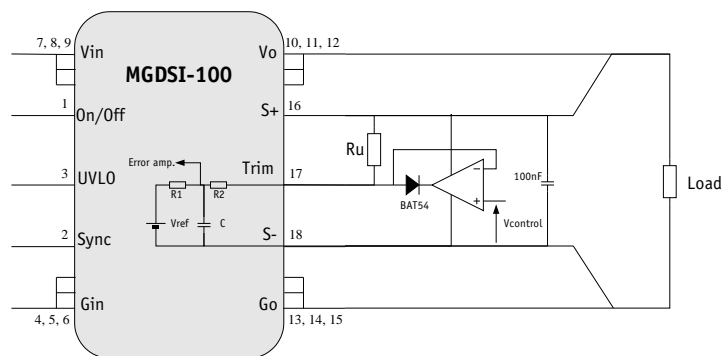 7, 8, 9
Vin
Vo
10, 11, 12
MGDSI-100
1
On/Off
S+
16
Ru
Error amp.
Trim
17
3
UVLO
R1
R2
BAT54
100nF
Load
Vref
C
Vcontrol
2
Sync
S-
18
Gin
Go
4, 5, 6
13, 14, 15